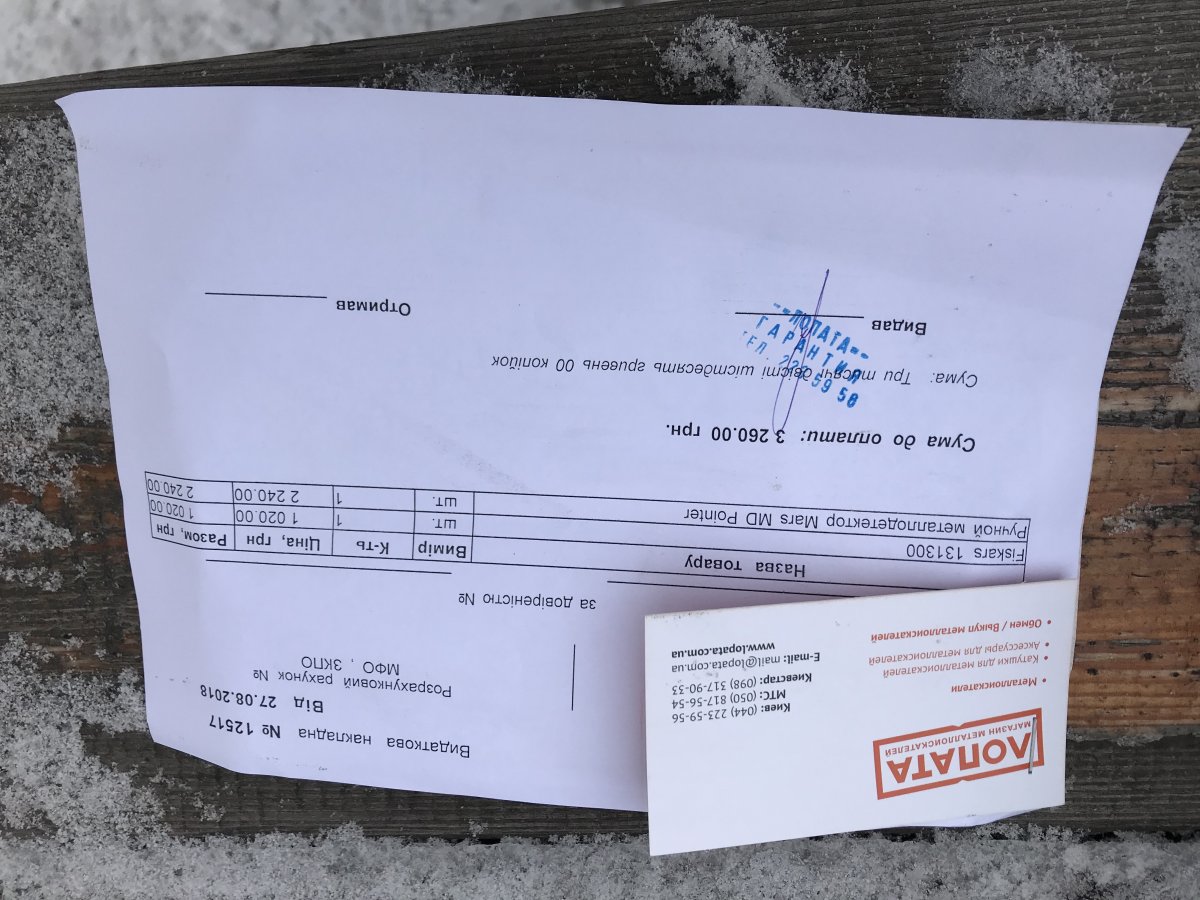 Видаткова накладна № 12517
Від 27.08.2018
Розрахунковий рахунок №
МФО , ЗКПО
за довіреністю №
Назва товару Вимір К-ть Ціна, грн Разом, грн
Fiskars 131300 шт. 1 1 020.00 1 020.00
Ручной металлодетектор Mars MD Pointer шт. 1 2 240.00 2 240.00
Сума до оплати: 3 260.00 грн.
Сума: Три тисячі двісті шістдесят гривень 00 копійок
Видав
Отримав
ТЕЛ 223 59 56
ГАРАНТИЯ
--ЛОПАТА--
ЛОПАТА
МАГАЗИН МЕТАЛЛОИСКАТЕЛЕЙ
• Металлоискатели
• Катушки для металлоискателей
• Аксессуары для металлоискателей
• Обмен / Выкуп металлоискателей
Киев: (044) 223-59-56
МТС: (050) 817-56-54
Киевстар: (098) 317-90-33
E-mail: mail@lopata.com.ua
www.lopata.com.ua